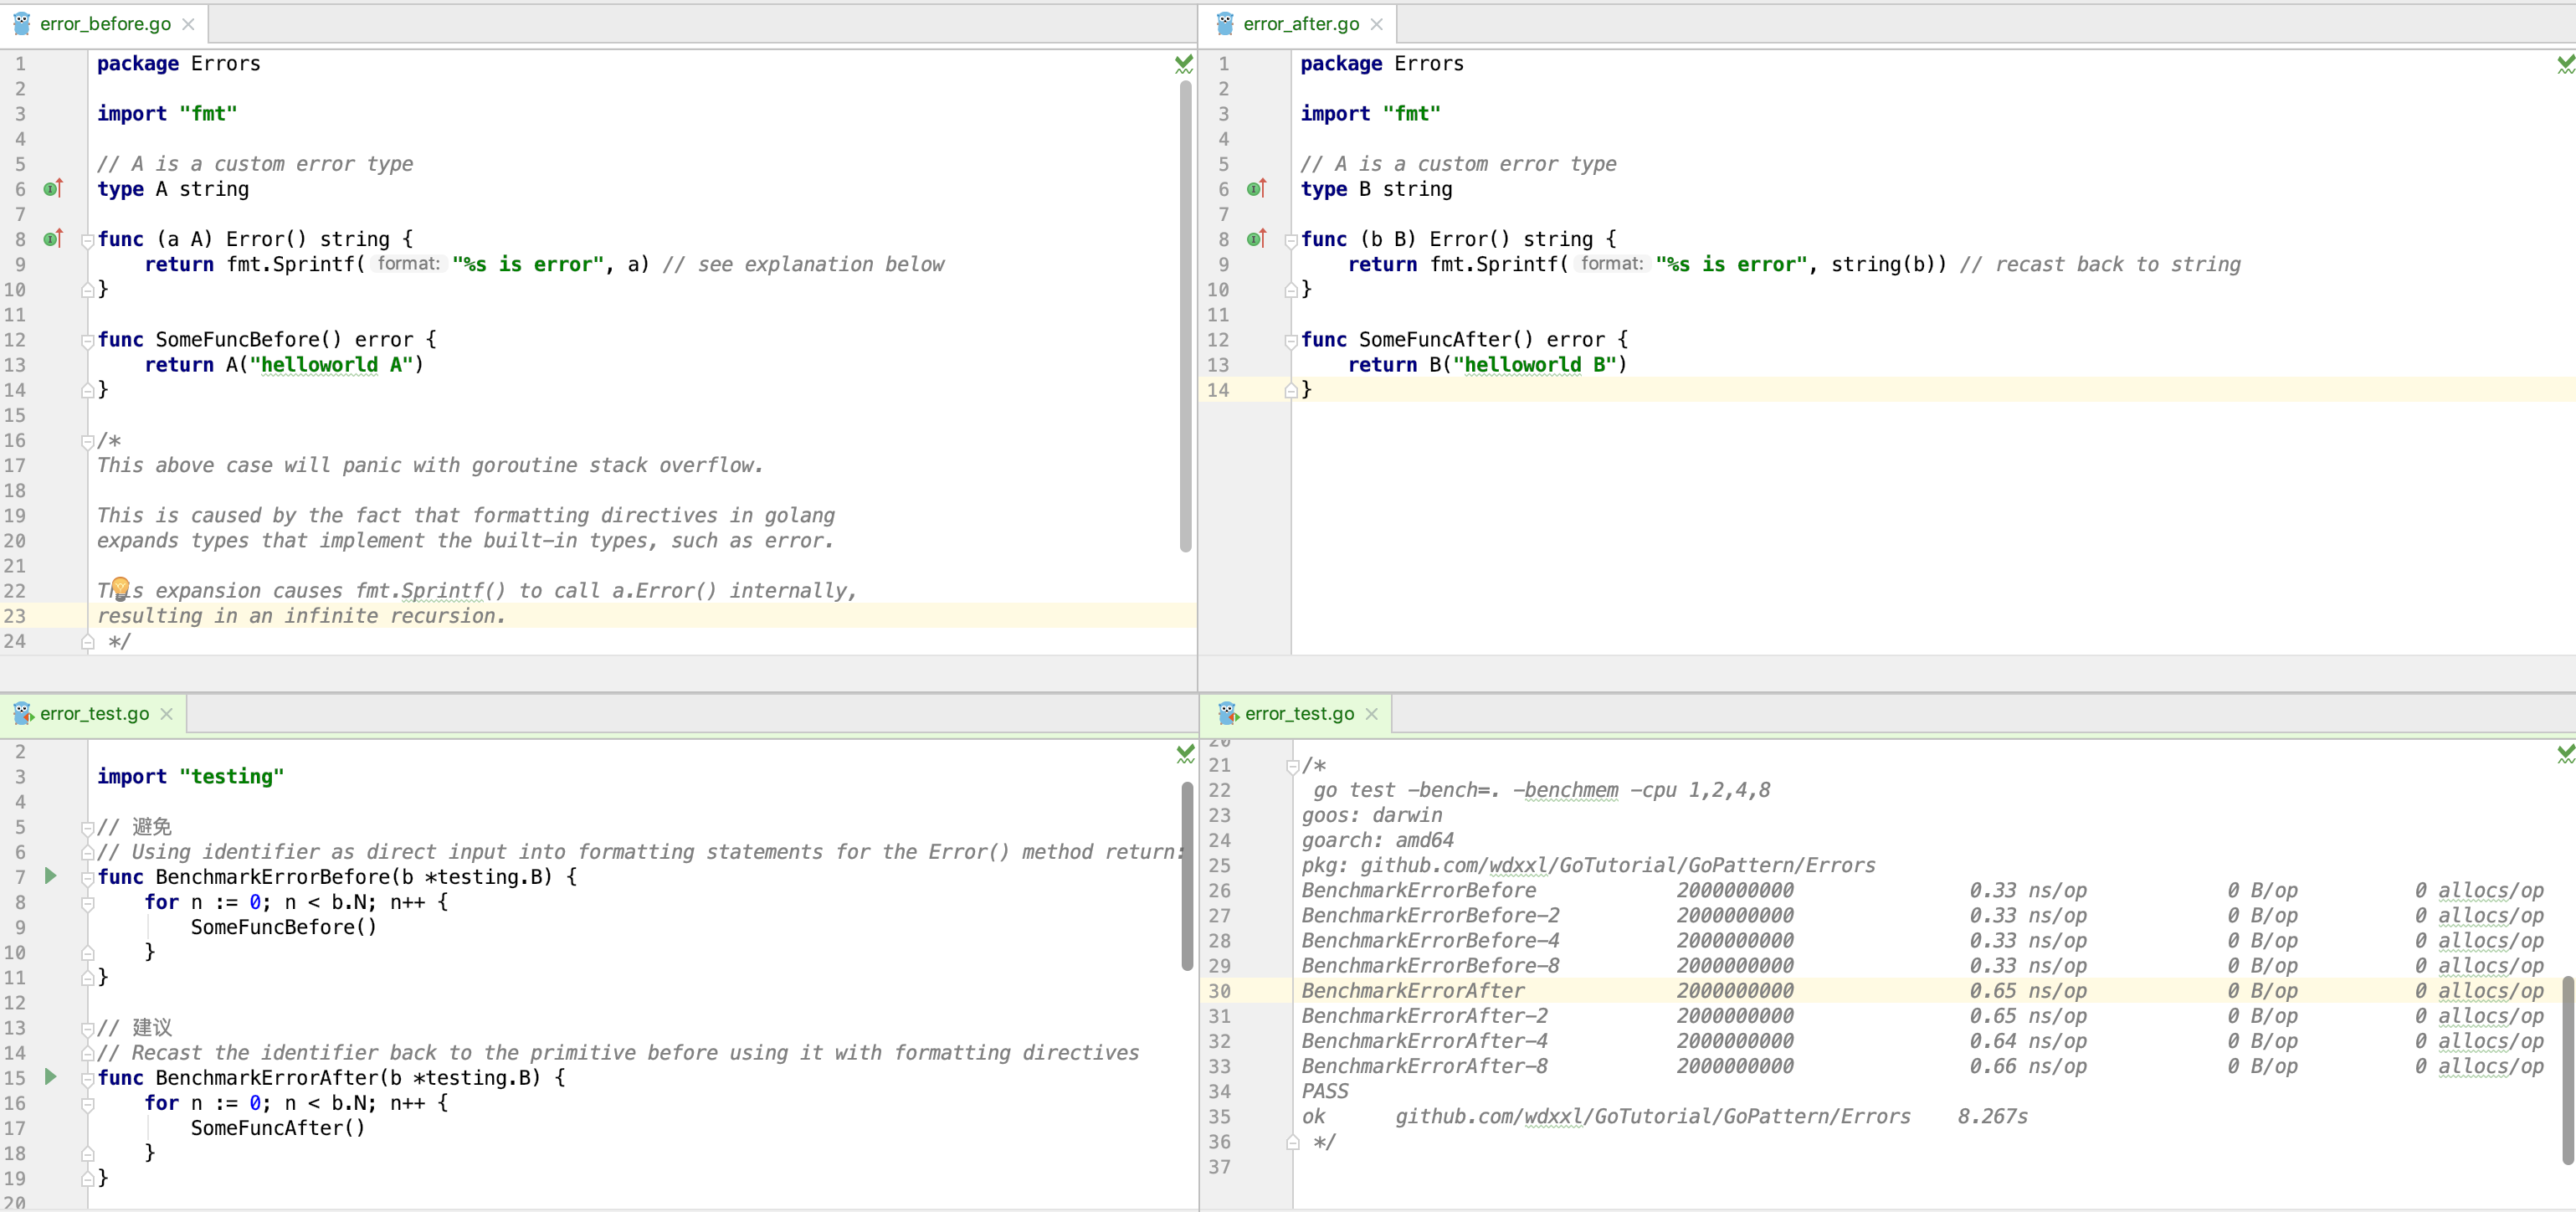 error_before.go
1 package Errors
2
3 import "fmt"
4
5 // A is a custom error type
6 type A string
7
8 func (a A) Error() string {
9 return fmt.Sprintf( format: "%s is error", a) // see explanation below
10 }
11
12 func SomeFuncBefore() error {
13 return A("helloworld A")
14 }
15
16 /*
17 This above case will panic with goroutine stack overflow.
18
19 This is caused by the fact that formatting directives in golang
20 expands types that implement the built-in types, such as error.
21
22 This expansion causes fmt.Sprintf() to call a.Error() internally,
23 resulting in an infinite recursion.
24 */
error_after.go
1 package Errors
2
3 import "fmt"
4
5 // A is a custom error type
6 type B string
7
8 func (b B) Error() string {
9 return fmt.Sprintf( format: "%s is error", string(b)) // recast back to string
10 }
11
12 func SomeFuncAfter() error {
13 return B("helloworld B")
14 }
error_test.go
2
3 import "testing"
4
5 // 避免
6 // Using identifier as direct input into formatting statements for the Error() method return:
7 func BenchmarkErrorBefore(b *testing.B) {
8 for n := 0; n < b.N; n++ {
9 SomeFuncBefore()
10 }
11 }
12
13 // 建议
14 // Recast the identifier back to the primitive before using it with formatting directives
15 func BenchmarkErrorAfter(b *testing.B) {
16 for n := 0; n < b.N; n++ {
17 SomeFuncAfter()
18 }
19 }
20
error_test.go
20
21 /*
22 go test -bench=. -benchmem -cpu 1,2,4,8
23 goos: darwin
24 goarch: amd64
25 pkg: github.com/wdxxl/GoTutorial/GoPattern/Errors
26 BenchmarkErrorBefore 2000000000 0.33 ns/op 0 B/op 0 allocs/op
27 BenchmarkErrorBefore-2 2000000000 0.33 ns/op 0 B/op 0 allocs/op
28 BenchmarkErrorBefore-4 2000000000 0.33 ns/op 0 B/op 0 allocs/op
29 BenchmarkErrorBefore-8 2000000000 0.33 ns/op 0 B/op 0 allocs/op
30 BenchmarkErrorAfter 2000000000 0.65 ns/op 0 B/op 0 allocs/op
31 BenchmarkErrorAfter-2 2000000000 0.65 ns/op 0 B/op 0 allocs/op
32 BenchmarkErrorAfter-4 2000000000 0.64 ns/op 0 B/op 0 allocs/op
33 BenchmarkErrorAfter-8 2000000000 0.66 ns/op 0 B/op 0 allocs/op
34 PASS
35 ok github.com/wdxxl/GoTutorial/GoPattern/Errors 8.267s
36 */
37